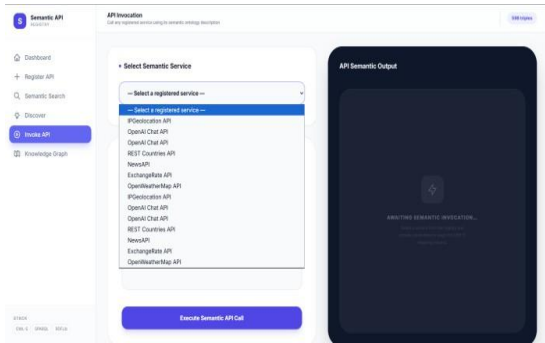 S
Semantic API
REGISTRY
API Invocation
Call any registered service using its semantic ontology description
Dashboard
Register API
Semantic Search
Discover
Invoke API
Knowledge Graph
+ Select Semantic Service
— Select a registered service —
— Select a registered service —
IPGeolocation API
OpenAI Chat API
OpenAI Chat API
REST Countries API
NewsAPI
ExchangeRate API
OpenWeatherMap API
IPGeolocation API
OpenAI Chat API
OpenAI Chat API
REST Countries API
NewsAPI
ExchangeRate API
OpenWeatherMap API
Execute Semantic API Call
API Semantic Output
AWAITING SEMANTIC INVOCATION...